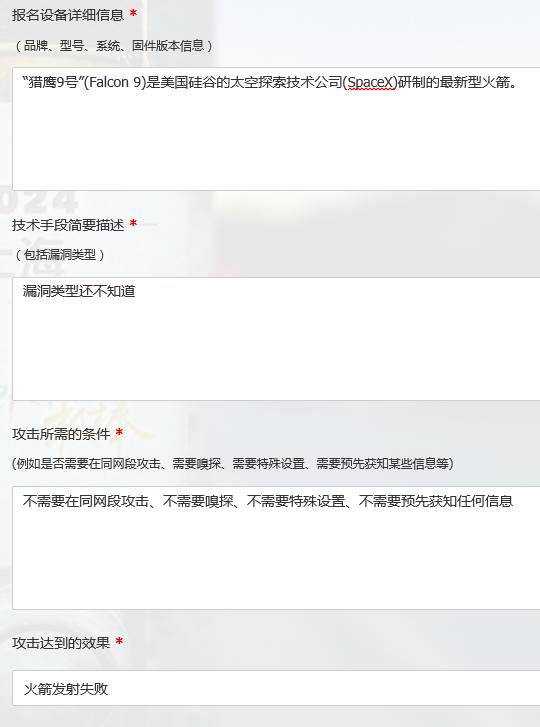 报名设备详细信息 *
（品牌、型号、系统、固件版本信息）
“猎鹰9号”(Falcon 9)是美国硅谷的太空探索技术公司(SpaceX)研制的最新型火箭。
024
技术手段简要描述 *
（包括漏洞类型）
上海
漏洞类型还不知道
攻击所需的条件 *
(例如是否需要在同网段攻击、需要嗅探、需要特殊设置、需要预先获知某些信息等)
不需要在同网段攻击、不需要嗅探、不需要特殊设置、不需要预先获知任何信息
攻击达到的效果 *
火箭发射失败